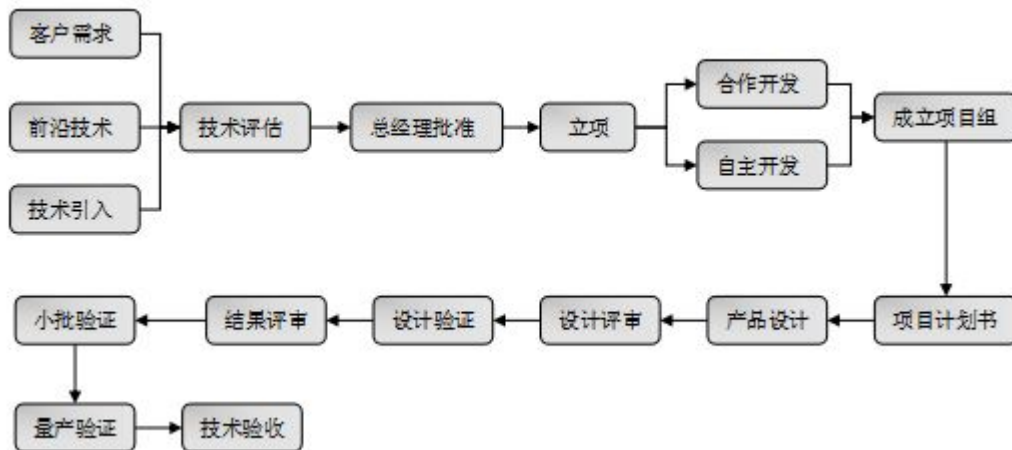 客户需求
前沿技术
技术引入
技术评估
总经理批准
立项
合作开发
自主开发
成立项目组
项目计划书
产品设计
设计评审
设计验证
结果评审
小批验证
量产验证
技术验收